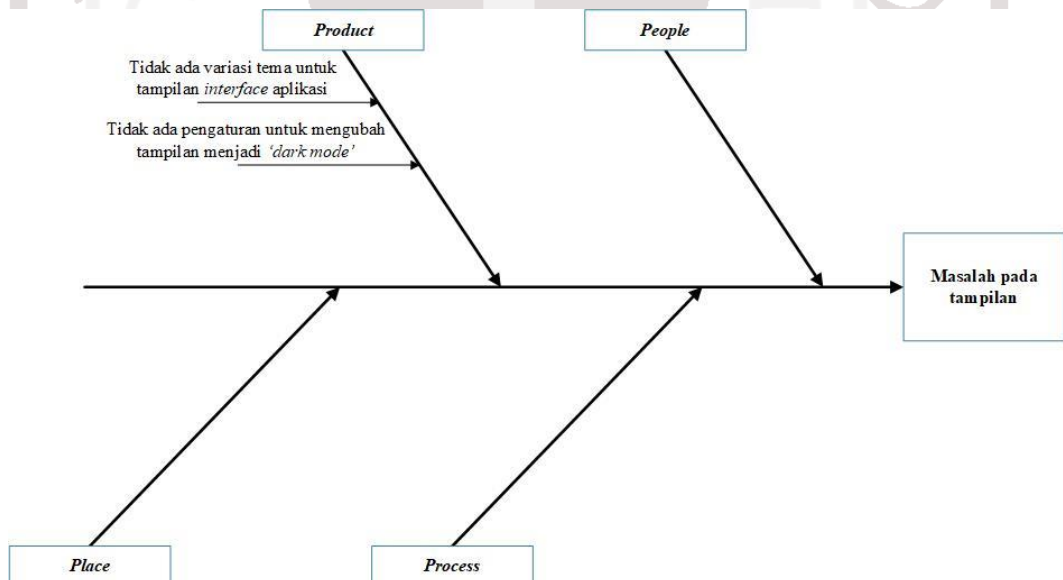 Product
People
Tidak ada variasi tema untuk
tampilan interface aplikasi
Tidak ada pengaturan untuk mengubah
tampilan menjadi ‘dark mode’
Masalah pada
tampilan
Place
Process